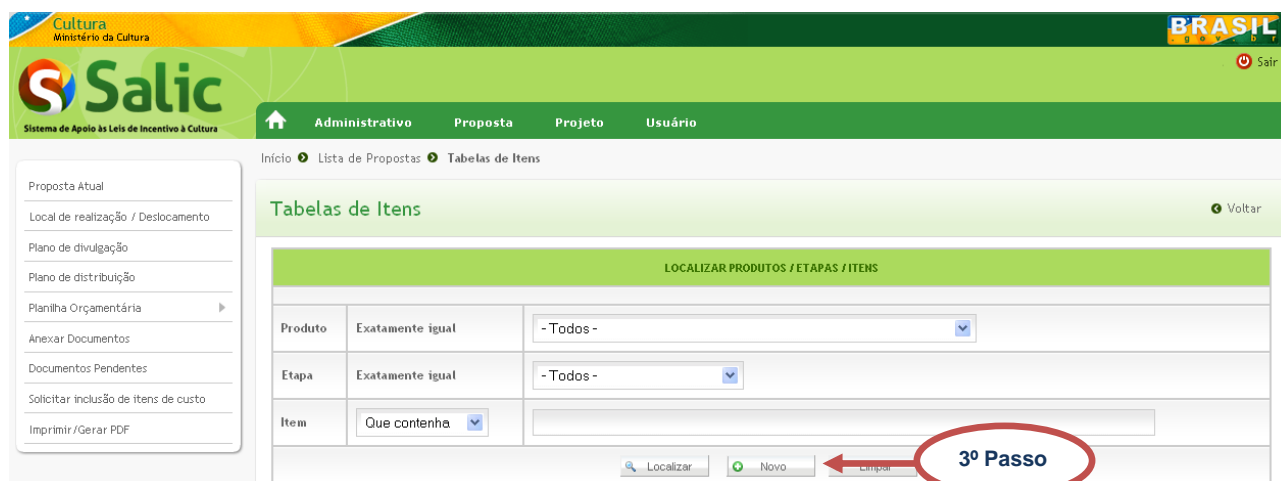 Cultura
Ministério da Cultura
BRASIL
.gov.br
Sair
Salic
Sistema de Apoio às Leis de Incentivo à Cultura
Administrativo Proposta Projeto Usuário
Início Lista de Propostas Tabelas de Itens
Proposta Atual
Local de realização / Deslocamento
Plano de divulgação
Plano de distribuição
Planilha Orçamentária
Anexar Documentos
Documentos Pendentes
Solicitar inclusão de itens de custo
Imprimir/Gerar PDF
Tabelas de Itens
Voltar
LOCALIZAR PRODUTOS / ETAPAS / ITENS
Produto Exatamente igual - Todos -
Etapa Exatamente igual - Todos -
Item Que contenha
Localizar Novo Limpar
3º Passo